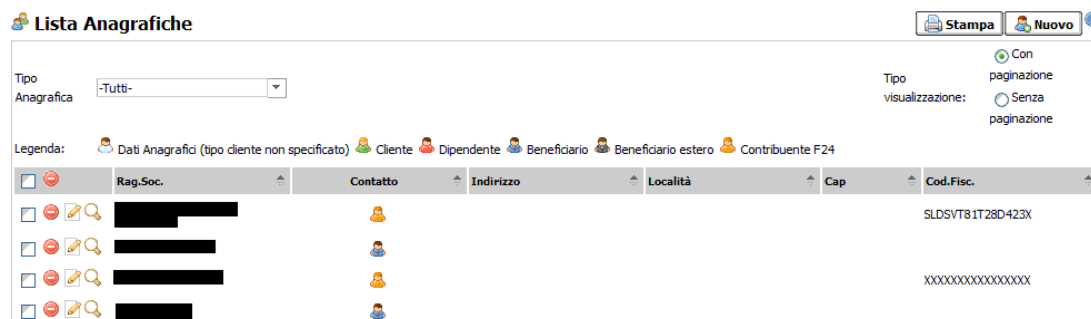 Lista Anagrafiche
Stampa Nuovo
Tipo Anagrafica -Tutti-
Tipo visualizzazione:
Con paginazione
Senza paginazione
Legenda: Dati Anagrafici (tipo cliente non specificato) Cliente Dipendente Beneficiario Beneficiario estero Contribuente F24
Rag.Soc. Contatto Indirizzo Località Cap Cod.Fisc.
SLDSVT81T28D423X
XXXXXXXXXXXXXXXX